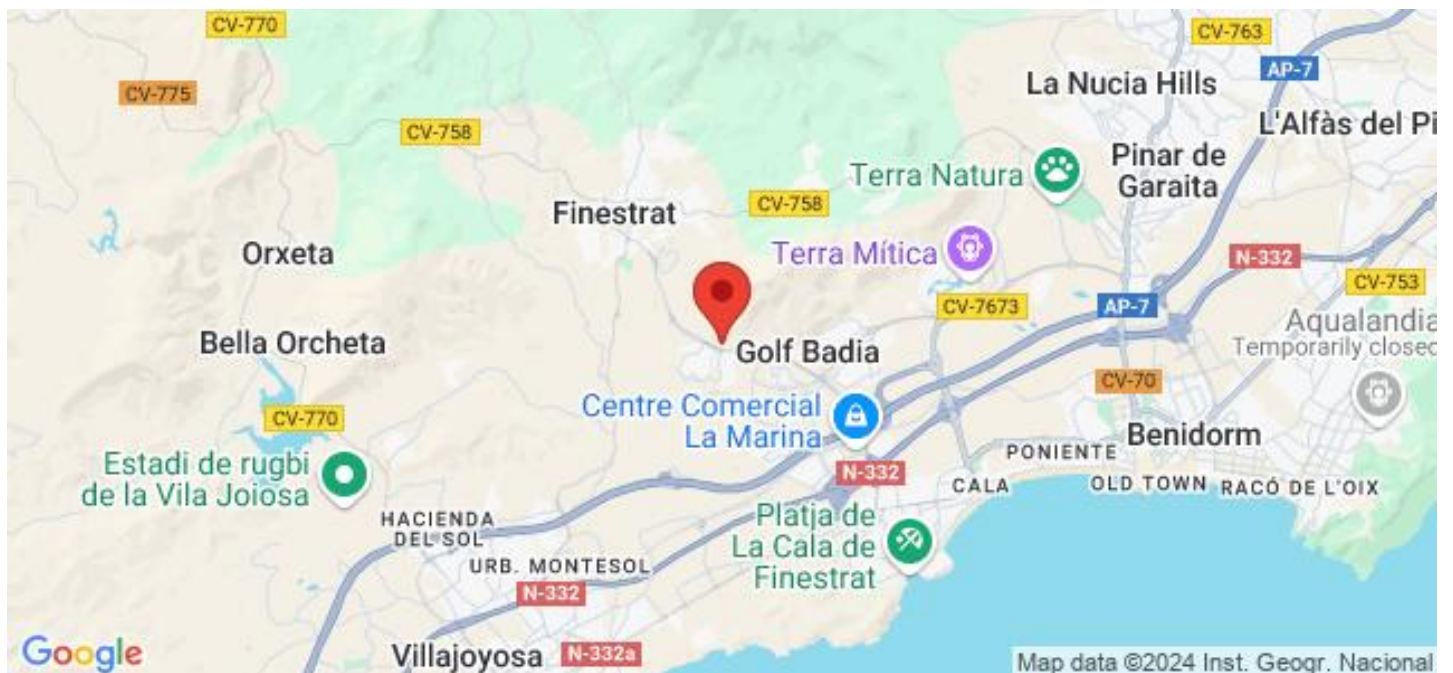 CV-770
CV-763
AP-7
La Nucia Hills
CV-775
L'Alfàs del Pi
CV-758
Pinar de
Garaita
Terra Natura
CV-758
Finestrat
Orxeta
Terra Mítica
N-332
CV-753
CV-7673
AP-7
Aqualandia
Temporarily closed
Bella Orcheta
Golf Badia
CV-70
Centre Comercial
La Marina
CV-770
Benidorm
PONIENTE
Estadi de rugbi
de la Vila Joiosa
N-332
CALA
OLD TOWN
RACÓ DE L'OIX
HACIENDA
DEL SOL
Platja de
La Cala de
Finestrat
URB. MONTESOL
N-332
Villajoyosa
N-332a
Google
Map data ©2024 Inst. Geogr. Nacional